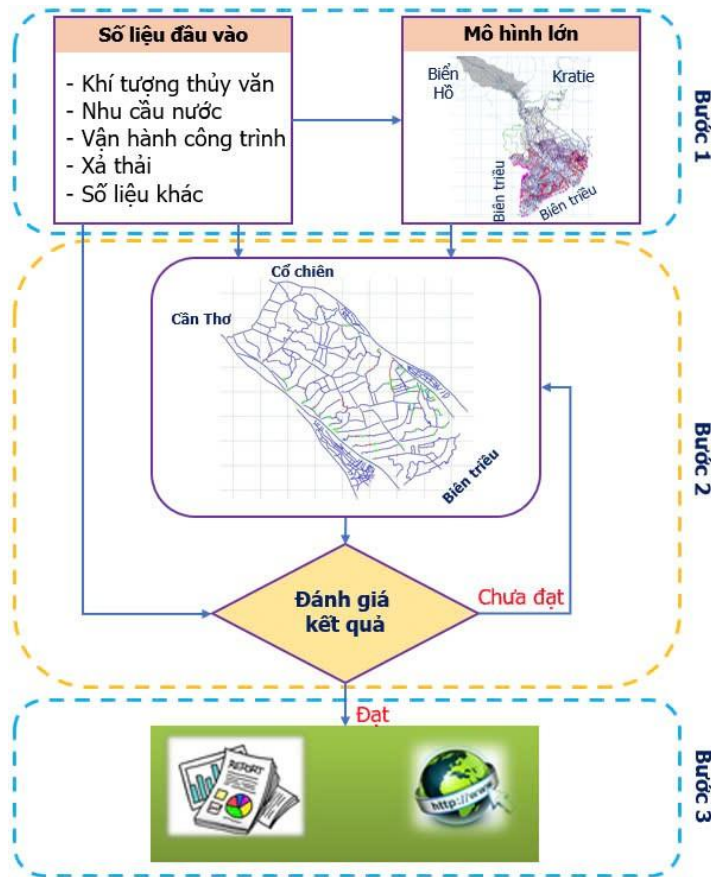 Số liệu đầu vào
- Khí tượng thủy văn
- Nhu cầu nước
- Vận hành công trình
- Xả thải
- Số liệu khác
Mô hình lớn
Biển
Hồ
Kratie
Biên triều
Biên triều
Bước 1
Cổ chiên
Cần Thơ
Biên triều
Bước 2
Đánh giá
kết quả
Chưa đạt
Đạt
REPORT
http://www
Bước 3